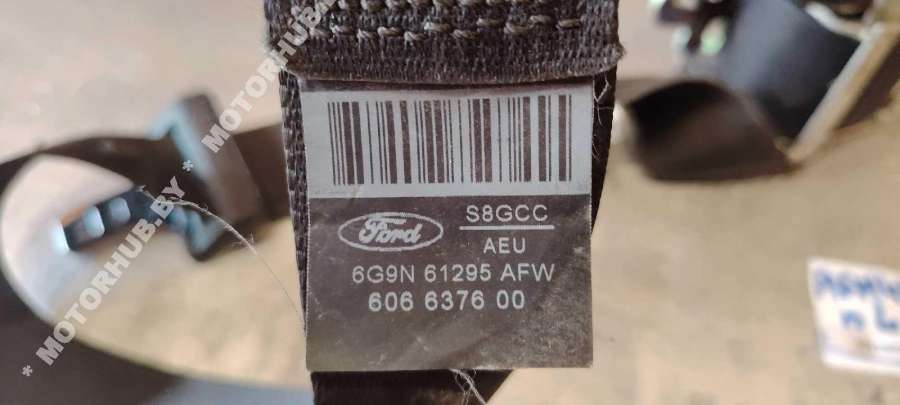 S8GCC
Ford
AEU
6G9N 61295 AFW
606 6376 00
* MOTORHUB.BY * MOTORHUB.BY